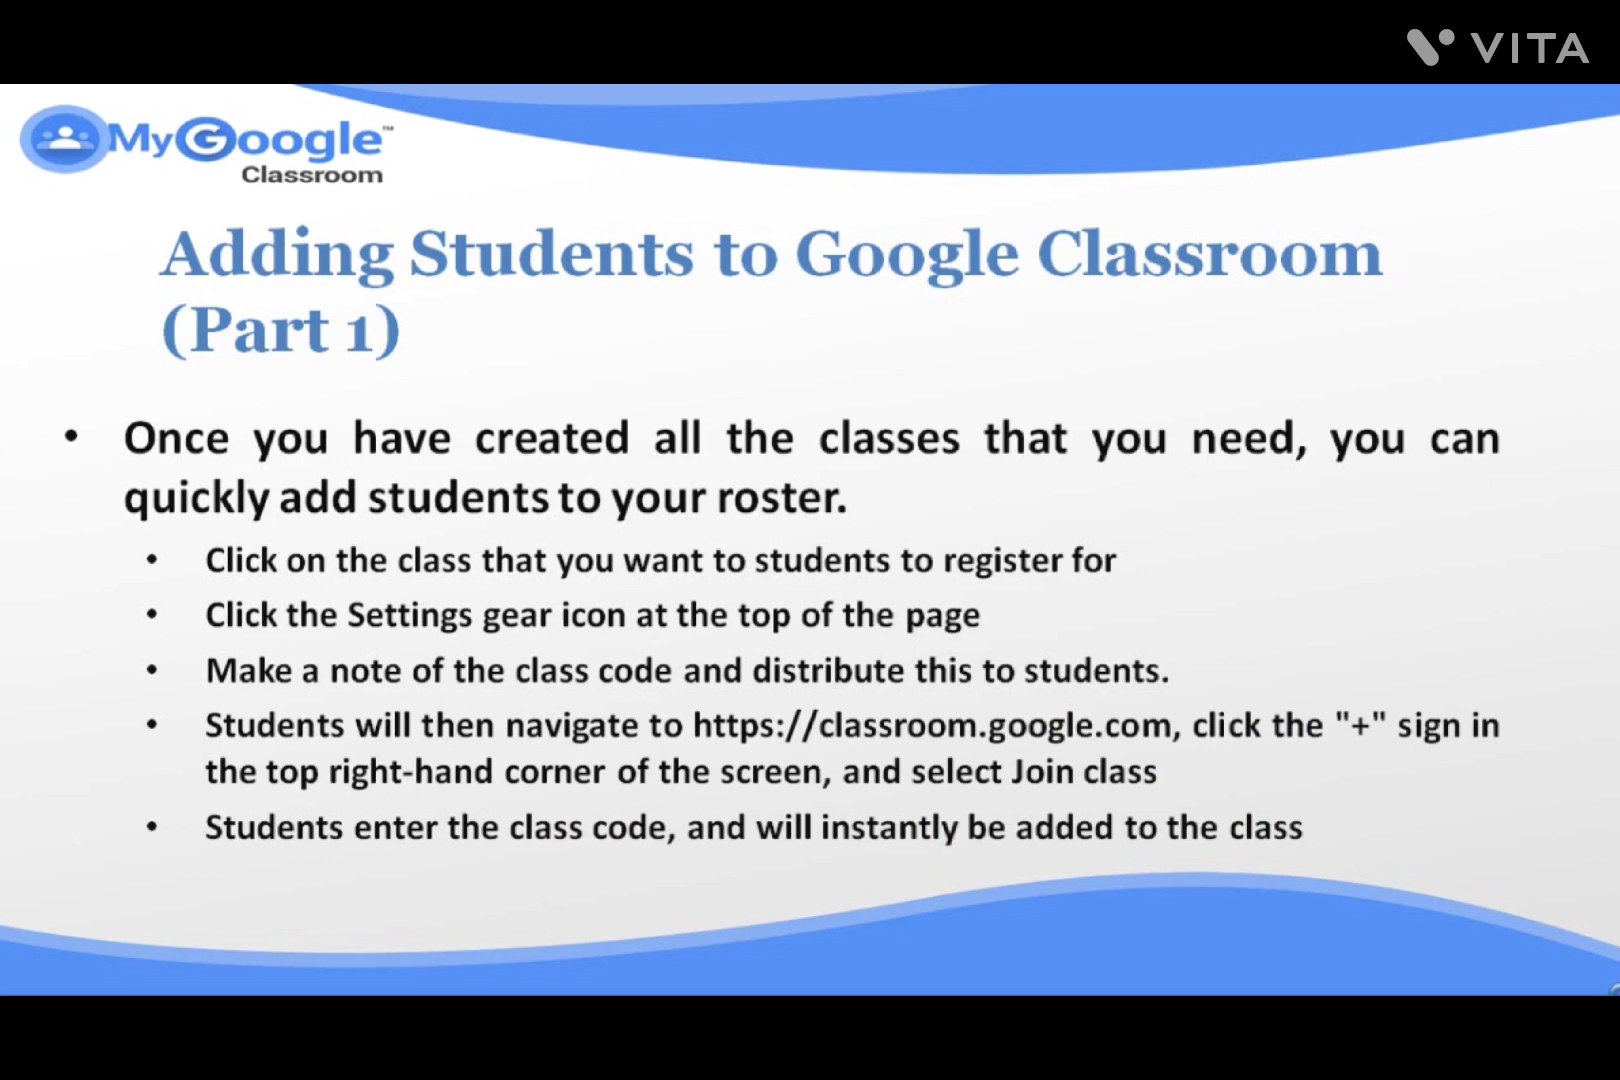 VITA
MyGoogle™
Classroom
Adding Students to Google Classroom
(Part 1)
• Once you have created all the classes that you need, you can
quickly add students to your roster.
• Click on the class that you want to students to register for
• Click the Settings gear icon at the top of the page
• Make a note of the class code and distribute this to students.
• Students will then navigate to https://classroom.google.com, click the "+" sign in
the top right-hand corner of the screen, and select Join class
• Students enter the class code, and will instantly be added to the class